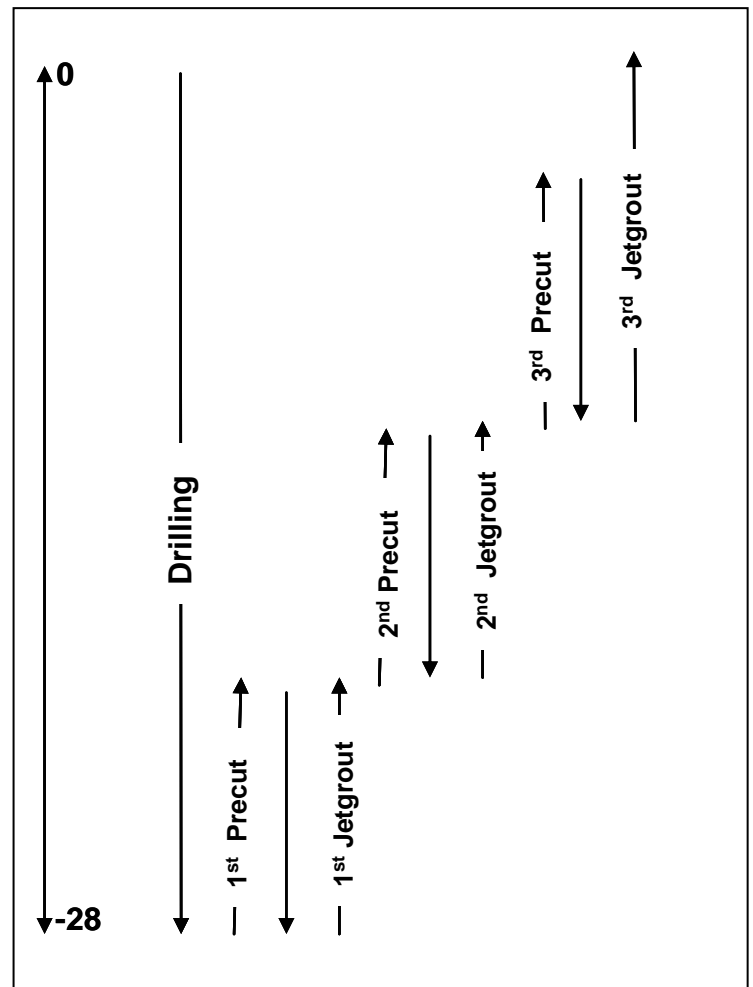 0
Drilling
1st Precut
1st Jetgrout
2nd Precut
2nd Jetgrout
3rd Precut
3rd Jetgrout
-28